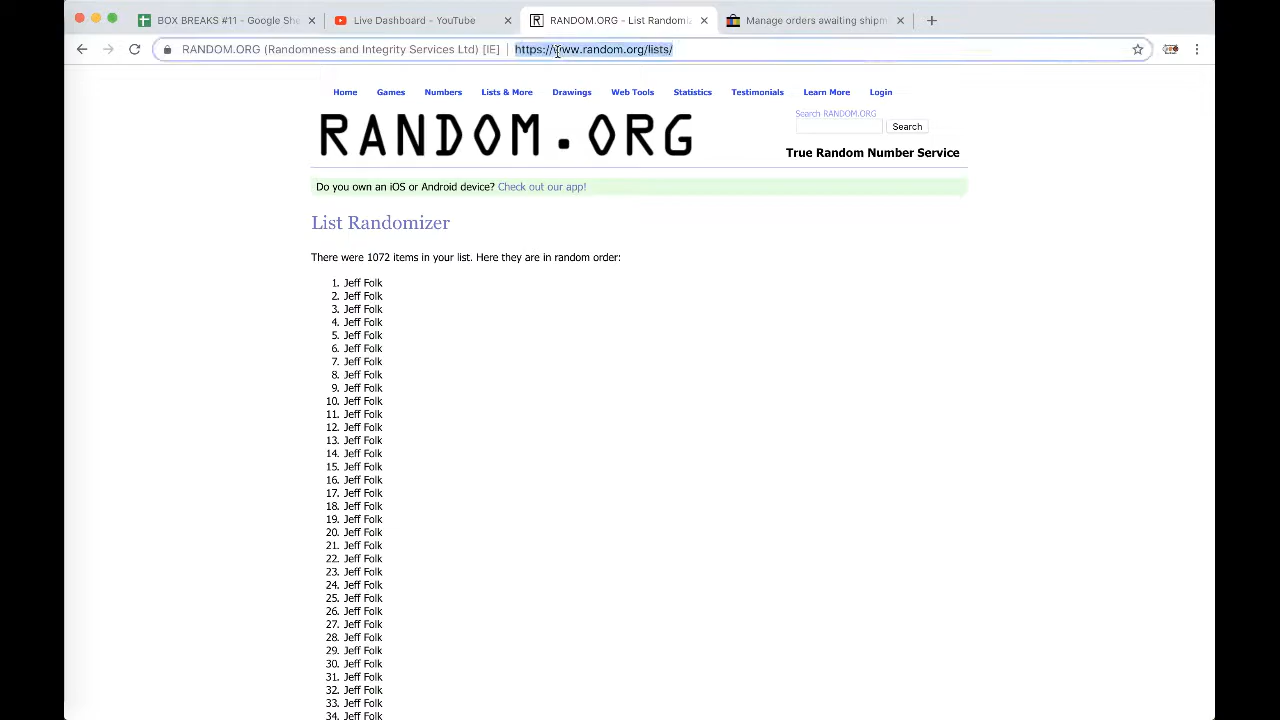 BOX BREAKS #11 - Google She
Live Dashboard - YouTube
RANDOM.ORG - List Randomiz
Manage orders awaiting shipm
RANDOM.ORG (Randomness and Integrity Services Ltd) [IE] | https://www.random.org/lists/
Home Games Numbers Lists & More Drawings Web Tools Statistics Testimonials Learn More Login
Search RANDOM.ORG
RANDOM.ORG
Search
True Random Number Service
Do you own an iOS or Android device? Check out our app!
List Randomizer
There were 1072 items in your list. Here they are in random order:
1. Jeff Folk
2. Jeff Folk
3. Jeff Folk
4. Jeff Folk
5. Jeff Folk
6. Jeff Folk
7. Jeff Folk
8. Jeff Folk
9. Jeff Folk
10. Jeff Folk
11. Jeff Folk
12. Jeff Folk
13. Jeff Folk
14. Jeff Folk
15. Jeff Folk
16. Jeff Folk
17. Jeff Folk
18. Jeff Folk
19. Jeff Folk
20. Jeff Folk
21. Jeff Folk
22. Jeff Folk
23. Jeff Folk
24. Jeff Folk
25. Jeff Folk
26. Jeff Folk
27. Jeff Folk
28. Jeff Folk
29. Jeff Folk
30. Jeff Folk
31. Jeff Folk
32. Jeff Folk
33. Jeff Folk
34. Jeff Folk